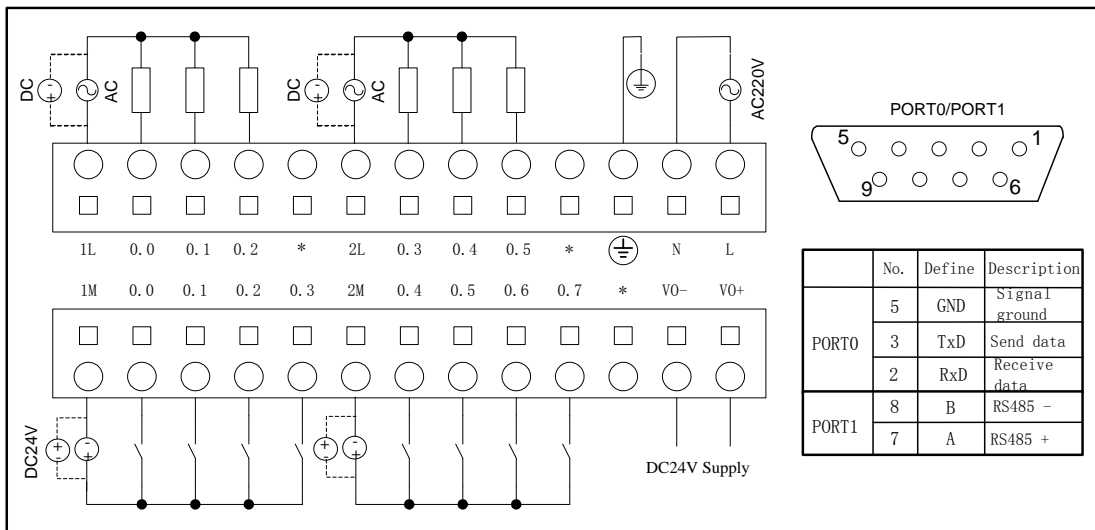 DC AC DC AC AC220V
1L 0.0 0.1 0.2 * 2L 0.3 0.4 0.5 * N L
1M 0.0 0.1 0.2 0.3 2M 0.4 0.5 0.6 0.7 * VO- VO+
DC24V DC24V
DC24V Supply
PORT0/PORT1
5 1
9 6
No. Define Description
PORT0 5 GND Signal
ground
3 TxD Send data
2 RxD Receive
data
PORT1 8 B RS485 -
7 A RS485 +